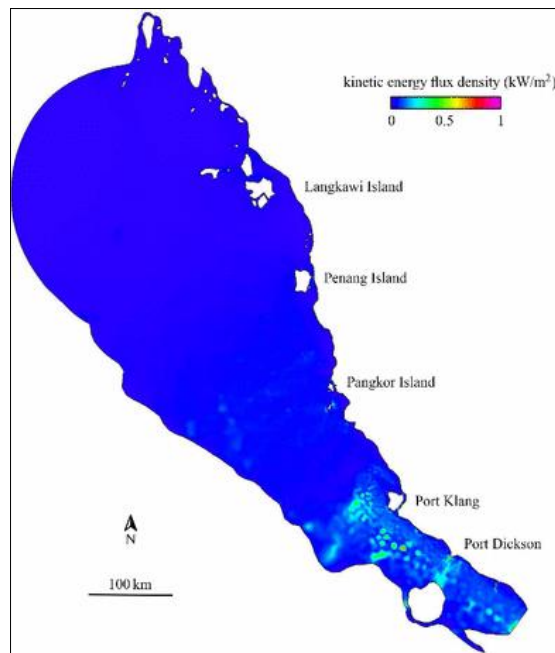 kinetic energy flux density (kW/m²)
0 0.5 1
Langkawi Island
Penang Island
Pangkor Island
Port Klang
Port Dickson
N
100 km